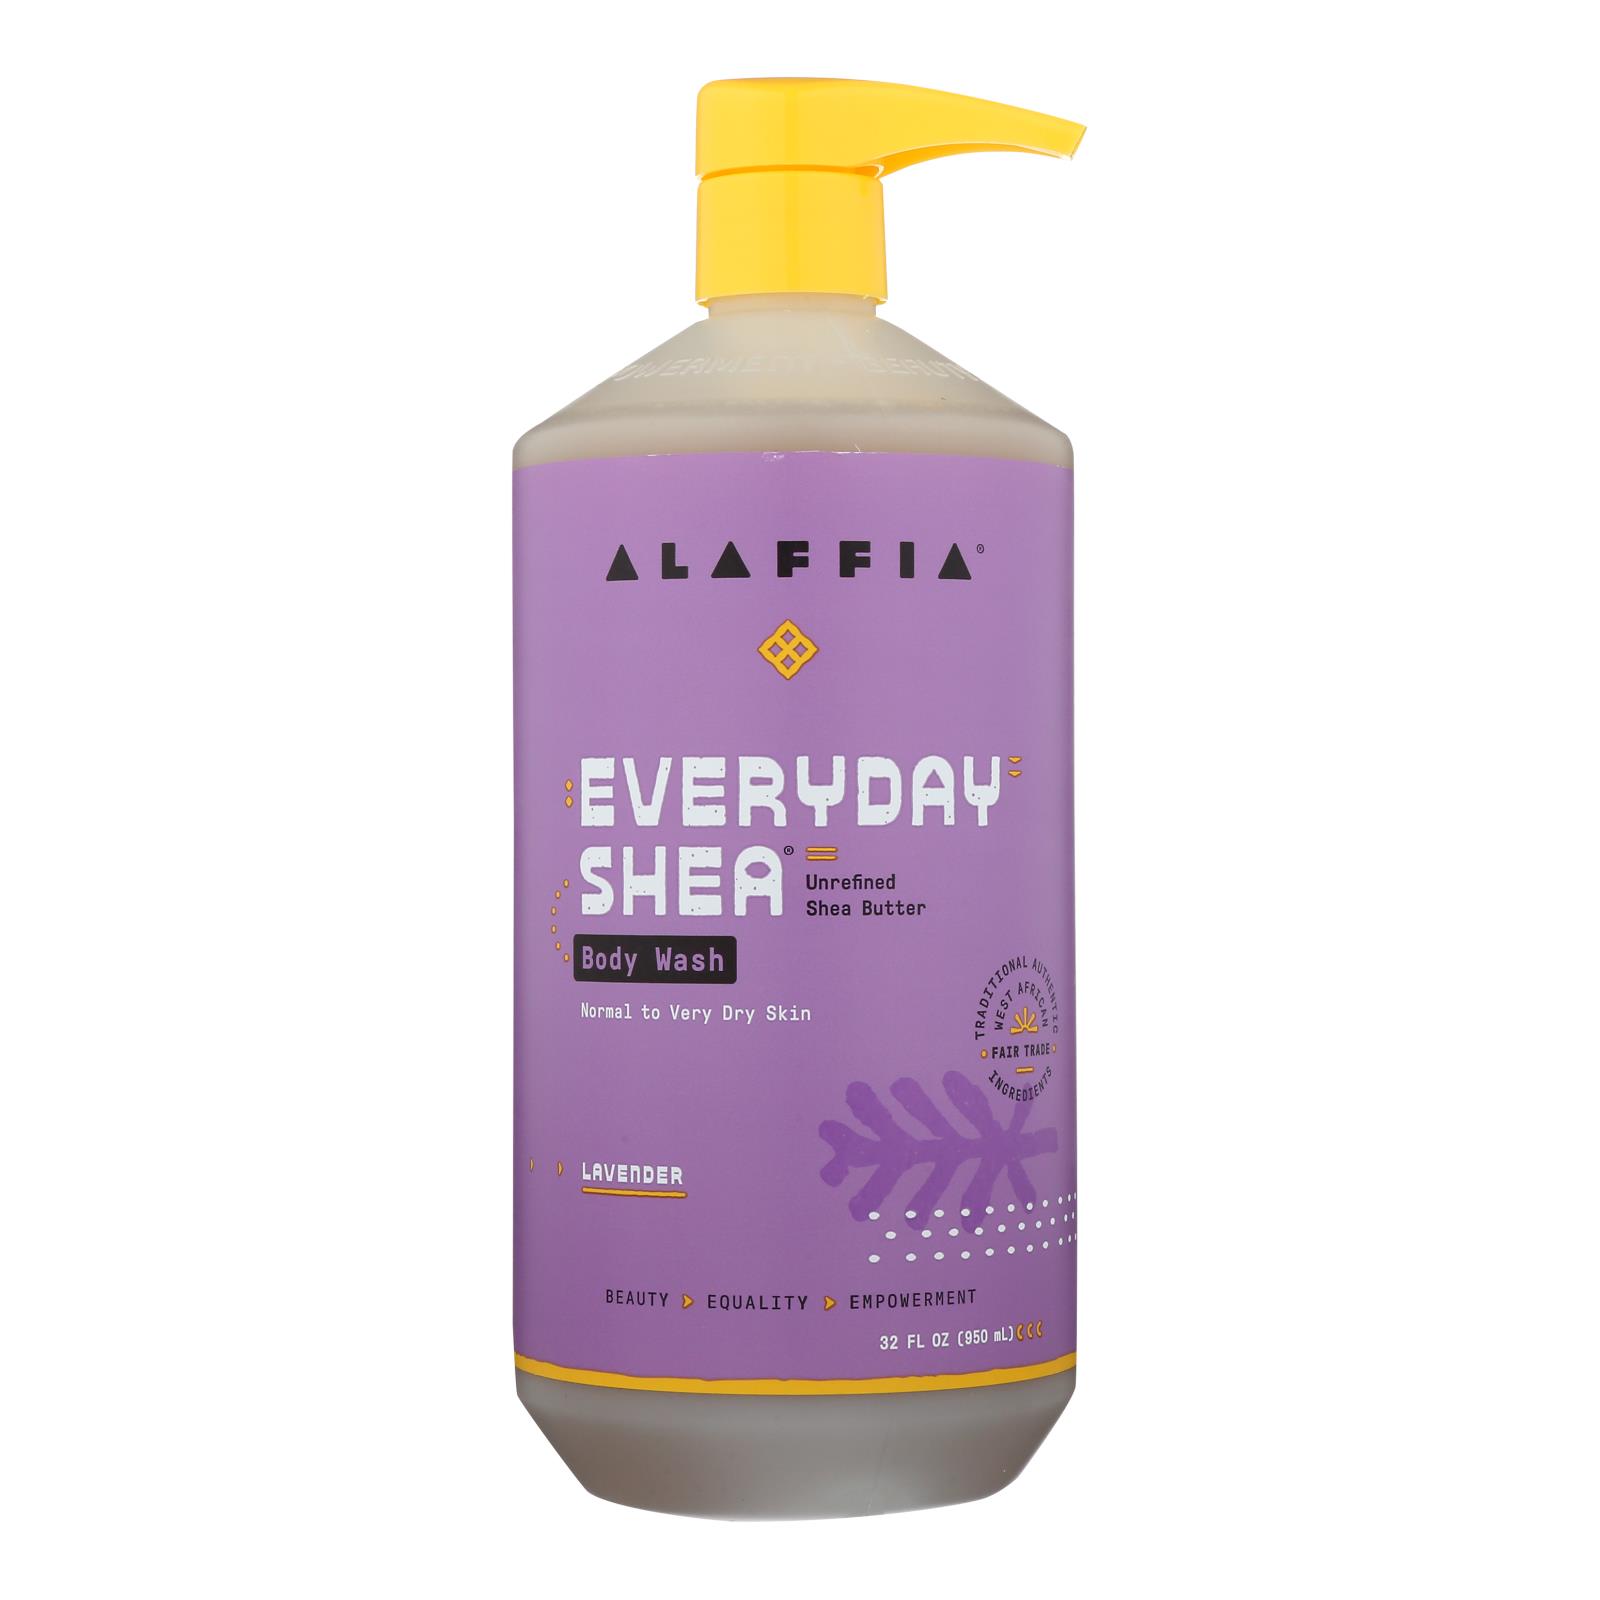 BEAUTY
ALAFFIA®
EVERYDAY
SHEA®
Unrefined
Shea Butter
Body Wash
Normal to Very Dry Skin
TRADITIONAL AUTHENTIC
WEST AFRICAN
FAIR TRADE
INGREDIENTS
LAVENDER
BEAUTY EQUALITY EMPOWERMENT
32 FL OZ (950 mL)